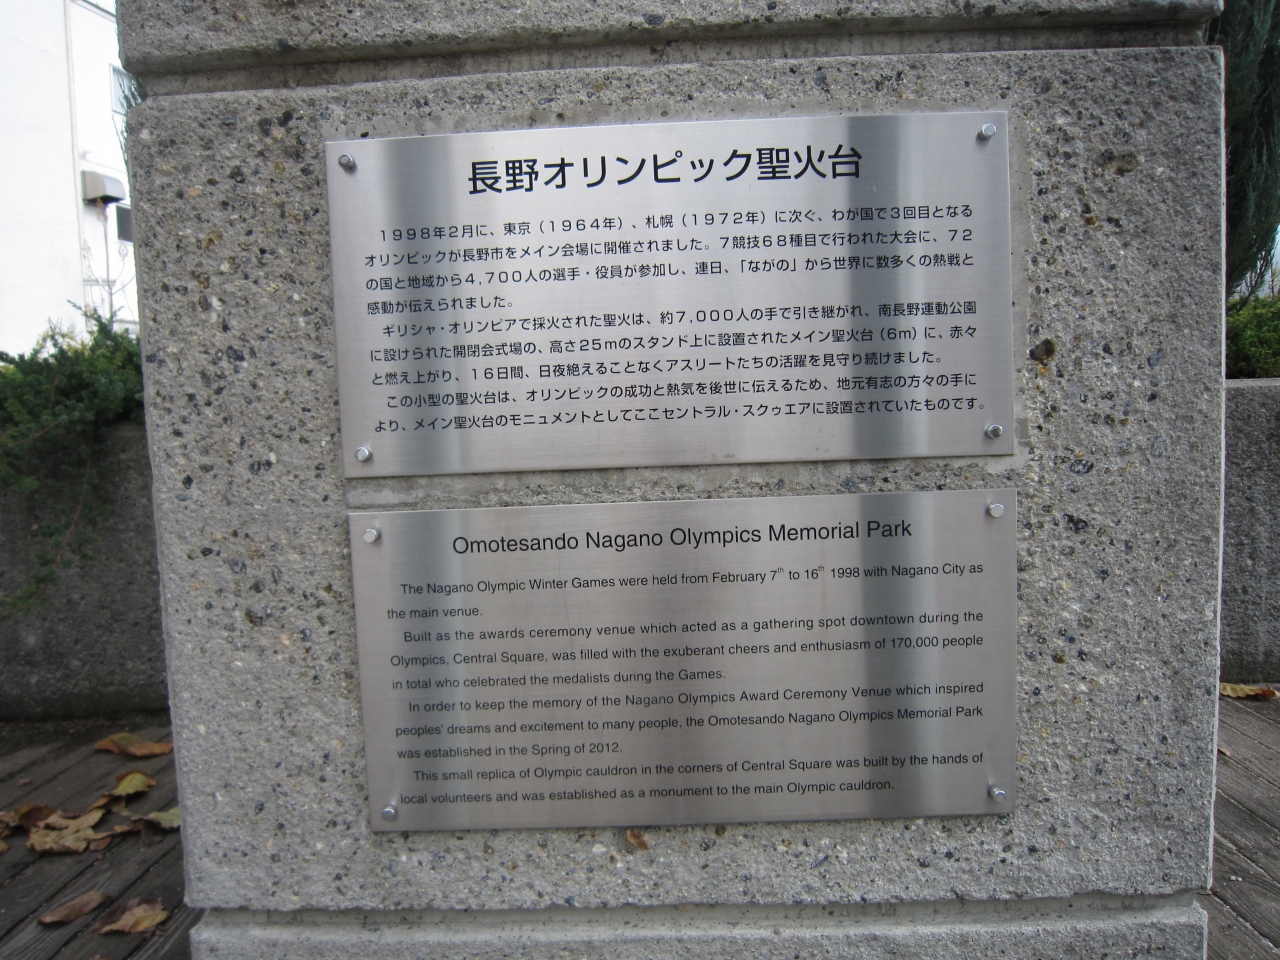 長野オリンピック聖火台
1998年2月に、東京（1964年）、札幌（1972年）に次ぐ、わが国で3回目となる
オリンピックが長野市をメイン会場に開催されました。7競技68種目で行われた大会に、72
の国と地域から4,700人の選手・役員が参加し、連日、「ながの」から世界に数多くの熱戦と
感動が伝えられました。
ギリシャ・オリンピアで採火された聖火は、約7,000人の手で引き継がれ、南長野運動公園
に設けられた開閉会式場の、高さ25mのスタンド上に設置されたメイン聖火台（6m）に、赤々
と燃え上がり、16日間、日夜絶えることなくアスリートたちの活躍を見守り続けました。
この小型の聖火台は、オリンピックの成功と熱気を後世に伝えるため、地元有志の方々の手に
より、メイン聖火台のモニュメントとしてここセントラル・スクゥエアに設置されていたものです。
Omotesando Nagano Olympics Memorial Park
The Nagano Olympic Winter Games were held from February 7th to 16th 1998 with Nagano City as
the main venue.
Built as the awards ceremony venue which acted as a gathering spot downtown during the
Olympics, Central Square, was filled with the exuberant cheers and enthusiasm of 170,000 people
in total who celebrated the medalists during the Games.
In order to keep the memory of the Nagano Olympics Award Ceremony Venue which inspired
peoples' dreams and excitement to many people, the Omotesando Nagano Olympics Memorial Park
was established in the Spring of 2012.
This small replica of Olympic cauldron in the corners of Central Square was built by the hands of
local volunteers and was established as a monument to the main Olympic cauldron.